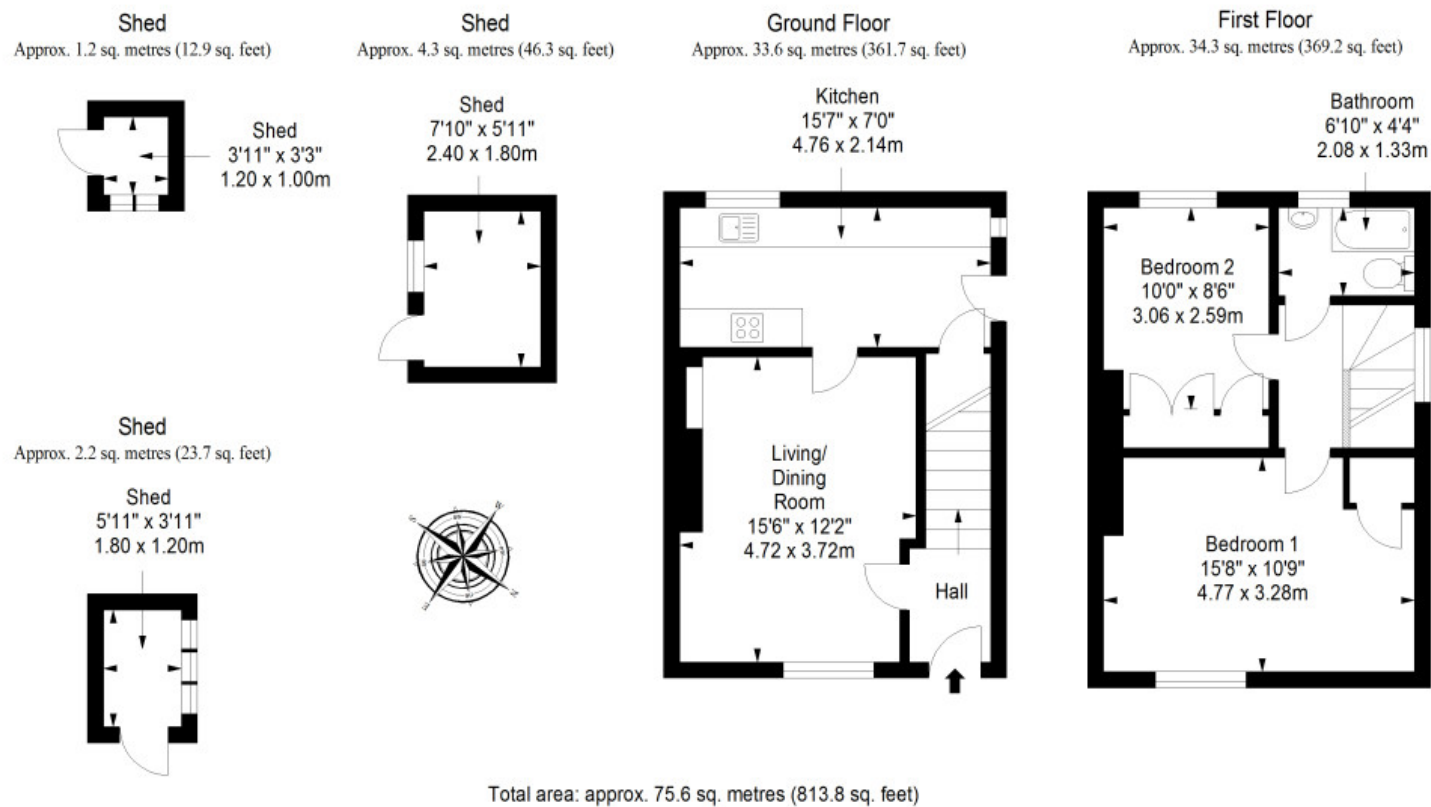 Shed
Approx. 1.2 sq. metres (12.9 sq. feet)
Shed
3'11" x 3'3"
1.20 x 1.00m
Shed
Approx. 4.3 sq. metres (46.3 sq. feet)
Shed
7'10" x 5'11"
2.40 x 1.80m
Ground Floor
Approx. 33.6 sq. metres (361.7 sq. feet)
Kitchen
15'7" x 7'0"
4.76 x 2.14m
Living/
Dining
Room
15'6" x 12'2"
4.72 x 3.72m
Hall
First Floor
Approx. 34.3 sq. metres (369.2 sq. feet)
Bathroom
6'10" x 4'4"
2.08 x 1.33m
Bedroom 2
10'0" x 8'6"
3.06 x 2.59m
Bedroom 1
15'8" x 10'9"
4.77 x 3.28m
Shed
Approx. 2.2 sq. metres (23.7 sq. feet)
Shed
5'11" x 3'11"
1.80 x 1.20m
S
W
E
N
Total area: approx. 75.6 sq. metres (813.8 sq. feet)